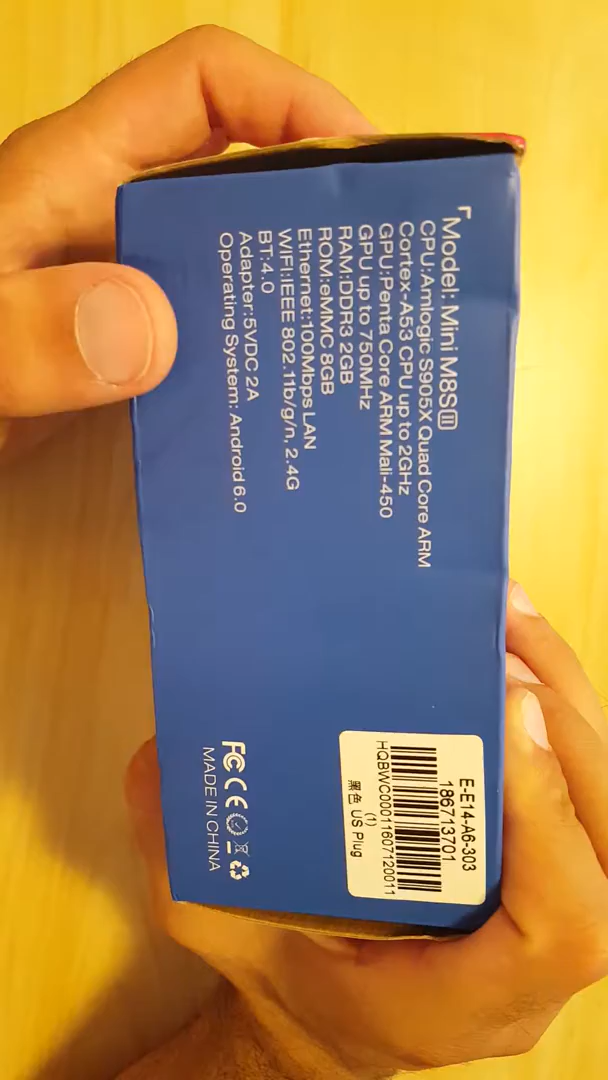 「Model: Mini M8SⅡ
CPU:Amlogic S905X Quad Core ARM
Cortex-A53 CPU up to 2GHz
GPU:Penta Core ARM Mali-450
GPU up to 750MHz
RAM:DDR3 2GB
ROM:eMMC 8GB
Ethernet:100Mbps LAN
WIFI:IEEE 802.11b/g/n, 2.4G
BT:4.0
Adapter:5VDC 2A
Operating System: Android 6.0
E-E14-A6-303
186713701
HQBWC00011607120011
(1)
黑色 US Plug
FC CE
MADE IN CHINA